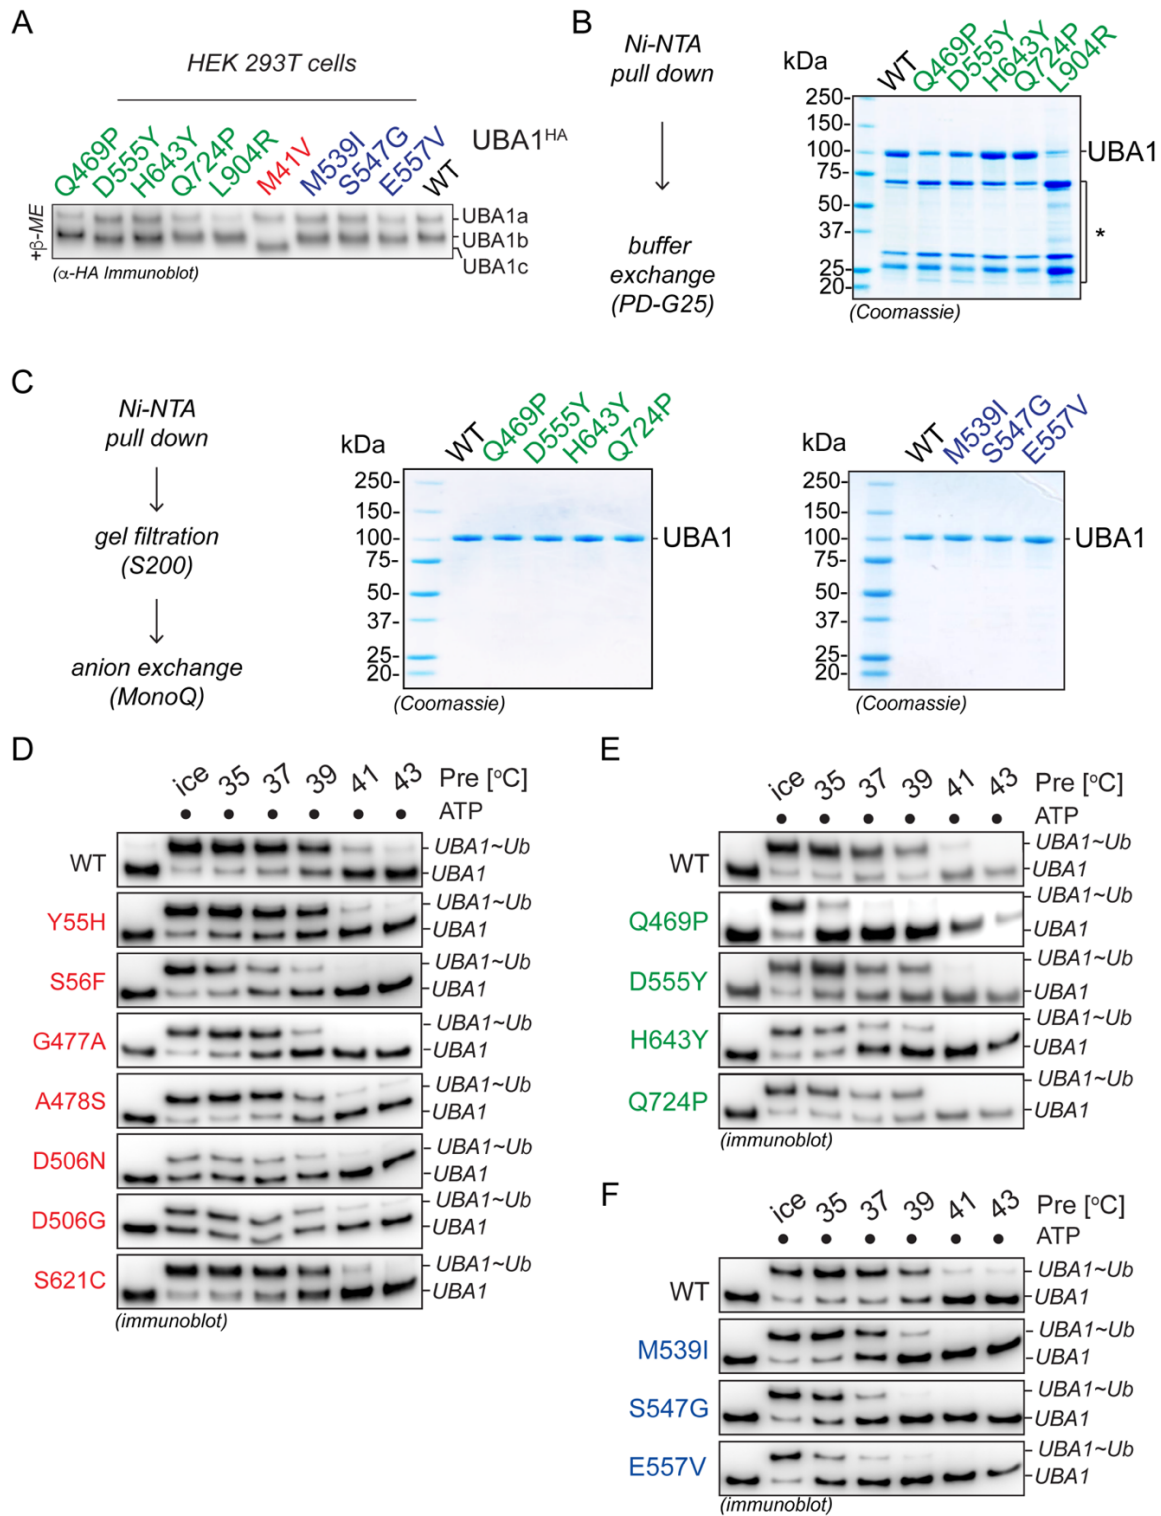 A
HEK 293T cells
Q469P D555Y H643Y Q724P L904R M41V M539I S547G E557V WT
UBA1HA
+β-ME
UBA1a
UBA1b
UBA1c
(α-HA Immunoblot)
B
Ni-NTA
pull down
buffer
exchange
(PD-G25)
kDa
WT Q469P D555Y H643Y Q724P L904R
250-
150-
100-
75-
50-
37-
25-
20-
UBA1
*
(Coomassie)
C
Ni-NTA
pull down
gel filtration
(S200)
anion exchange
(MonoQ)
kDa
WT Q469P D555Y H643Y Q724P
250-
150-
100-
75-
50-
37-
25-
20-
-UBA1
(Coomassie)
kDa
WT M539I S547G E557V
250-
150-
100-
75-
50-
37-
25-
20-
-UBA1
(Coomassie)
D
ice 35 37 39 41 43 Pre [oC]
ATP
WT
UBA1~Ub
UBA1
Y55H
UBA1~Ub
UBA1
S56F
UBA1~Ub
UBA1
G477A
UBA1~Ub
UBA1
A478S
UBA1~Ub
UBA1
D506N
UBA1~Ub
UBA1
D506G
UBA1~Ub
UBA1
S621C
UBA1~Ub
UBA1
(immunoblot)
E
ice 35 37 39 41 43 Pre [oC]
ATP
WT
UBA1~Ub
UBA1
Q469P
UBA1~Ub
UBA1
D555Y
UBA1~Ub
UBA1
H643Y
UBA1~Ub
UBA1
Q724P
UBA1~Ub
UBA1
(immunoblot)
F
ice 35 37 39 41 43 Pre [oC]
ATP
WT
UBA1~Ub
UBA1
M539I
UBA1~Ub
UBA1
S547G
UBA1~Ub
UBA1
E557V
UBA1~Ub
UBA1
(immunoblot)